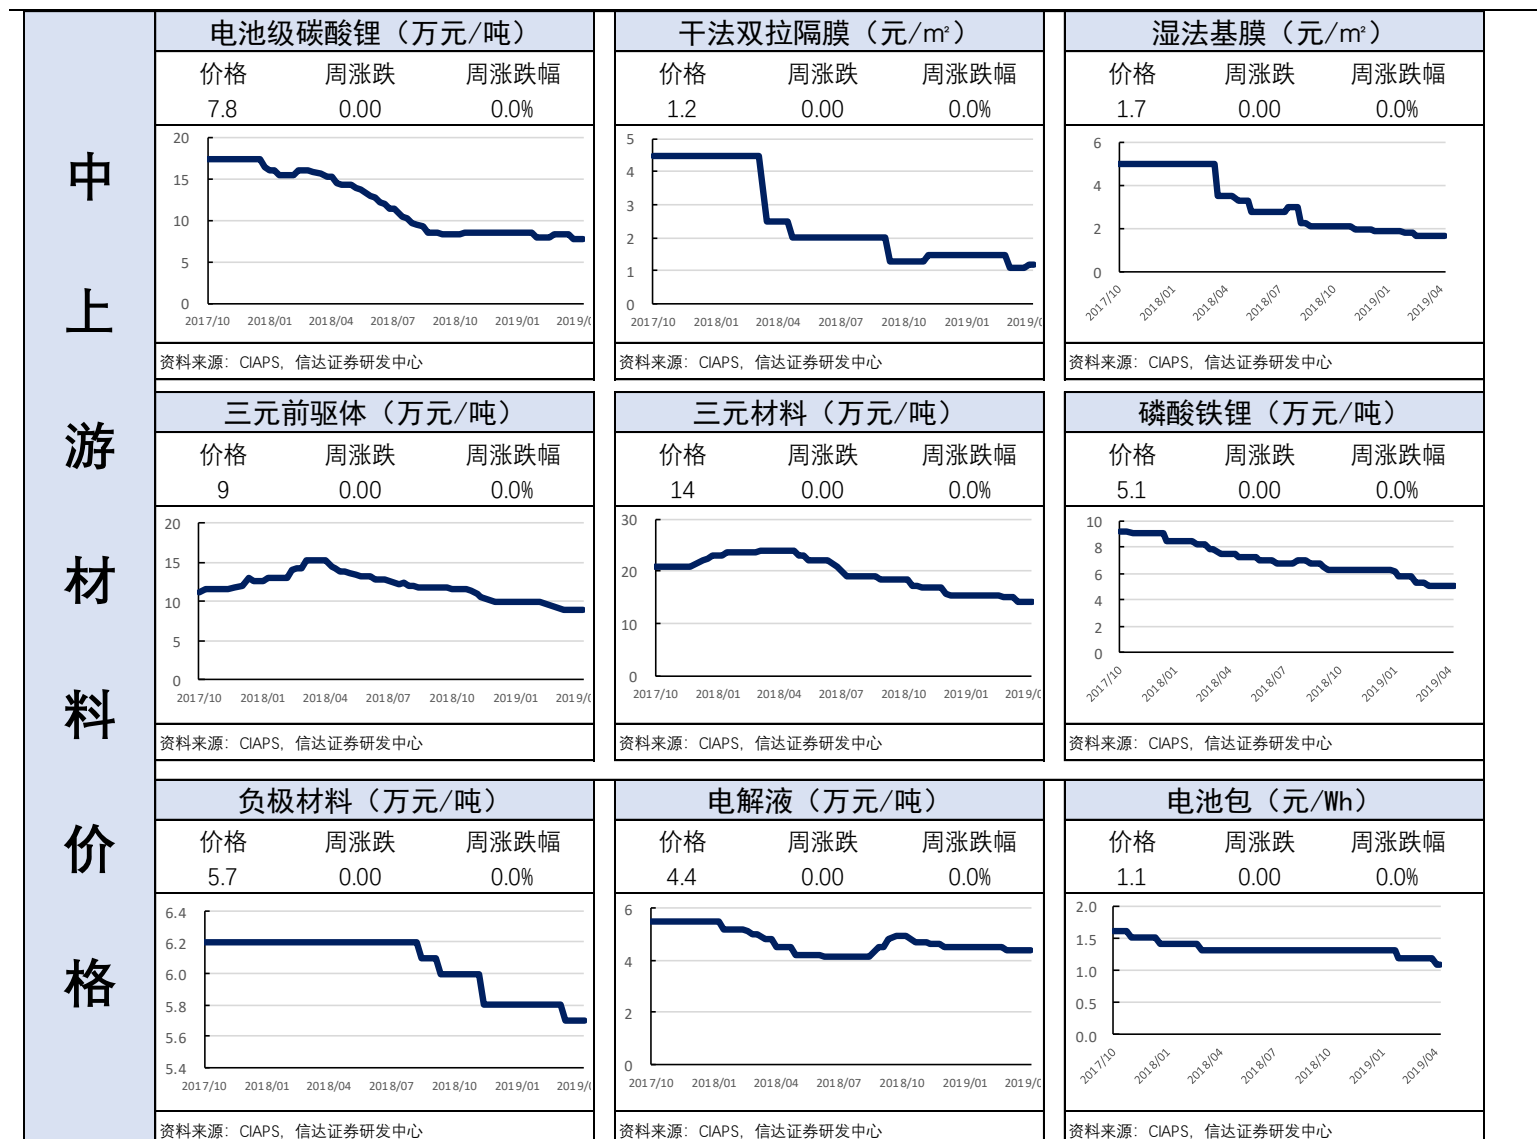 中
上
游
材
料
价
格
电池级碳酸锂（万元/吨）
价格 周涨跌 周涨跌幅
7.8 0.00 0.0%
20
15
10
5
0
2017/10 2018/01 2018/04 2018/07 2018/10 2019/01 2019/0
资料来源：CIAPS，信达证券研发中心
干法双拉隔膜（元/㎡）
价格 周涨跌 周涨跌幅
1.2 0.00 0.0%
5
4
3
2
1
0
2017/10 2018/01 2018/04 2018/07 2018/10 2019/01 2019/0
资料来源：CIAPS，信达证券研发中心
湿法基膜（元/㎡）
价格 周涨跌 周涨跌幅
1.7 0.00 0.0%
6
4
2
0
2017/10 2018/01 2018/04 2018/07 2018/10 2019/01 2019/04
资料来源：CIAPS，信达证券研发中心
三元前驱体（万元/吨）
价格 周涨跌 周涨跌幅
9 0.00 0.0%
20
15
10
5
0
2017/10 2018/01 2018/04 2018/07 2018/10 2019/01 2019/0
资料来源：CIAPS，信达证券研发中心
三元材料（万元/吨）
价格 周涨跌 周涨跌幅
14 0.00 0.0%
30
20
10
0
2017/10 2018/01 2018/04 2018/07 2018/10 2019/01 2019/0
资料来源：CIAPS，信达证券研发中心
磷酸铁锂（万元/吨）
价格 周涨跌 周涨跌幅
5.1 0.00 0.0%
10
8
6
4
2
0
2017/10 2018/01 2018/04 2018/07 2018/10 2019/01 2019/04
资料来源：CIAPS，信达证券研发中心
负极材料（万元/吨）
价格 周涨跌 周涨跌幅
5.7 0.00 0.0%
6.4
6.2
6.0
5.8
5.6
5.4
2017/10 2018/01 2018/04 2018/07 2018/10 2019/01 2019/0
资料来源：CIAPS，信达证券研发中心
电解液（万元/吨）
价格 周涨跌 周涨跌幅
4.4 0.00 0.0%
6
4
2
0
2017/10 2018/01 2018/04 2018/07 2018/10 2019/01 2019/0
资料来源：CIAPS，信达证券研发中心
电池包（元/Wh）
价格 周涨跌 周涨跌幅
1.1 0.00 0.0%
2.0
1.5
1.0
0.5
0.0
2017/10 2018/01 2018/04 2018/07 2018/10 2019/01 2019/04
资料来源：CIAPS，信达证券研发中心